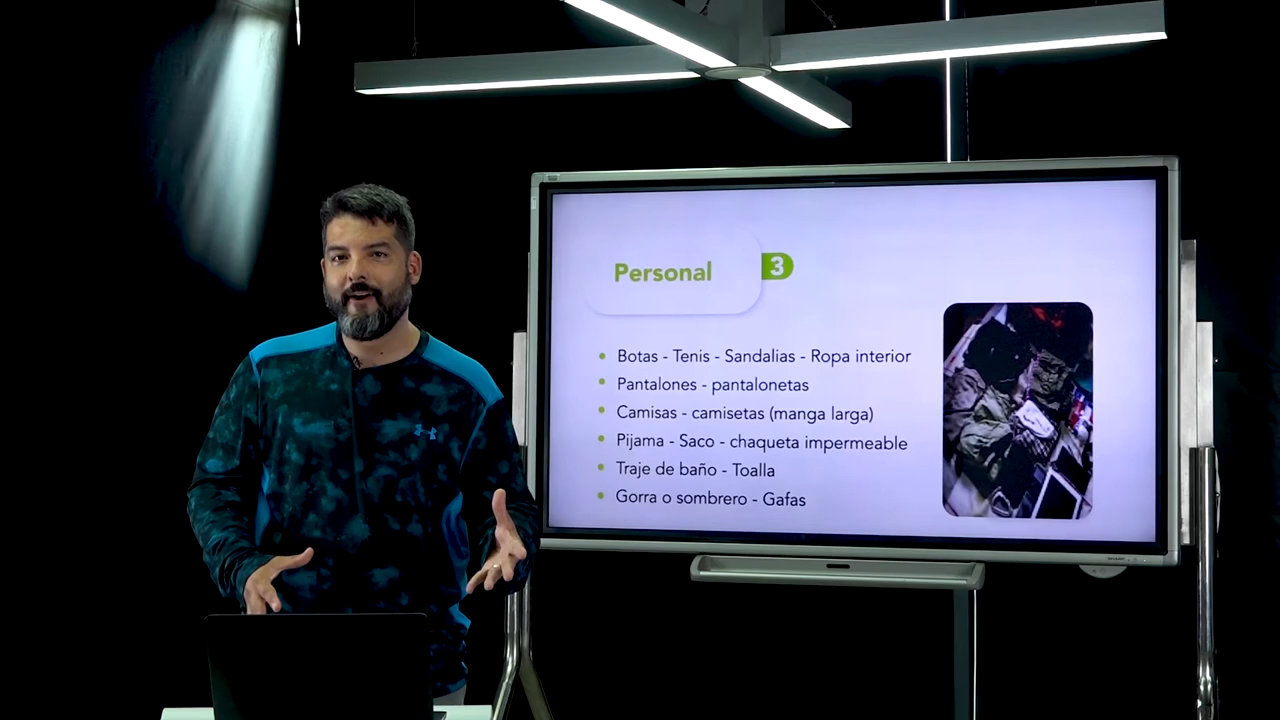 Personal
3
Botas - Tenis - Sandalias - Ropa interior
Pantalones - pantalonetas
Camisas - camisetas (manga larga)
Pijama - Saco - chaqueta impermeable
Traje de baño - Toalla
Gorra o sombrero - Gafas